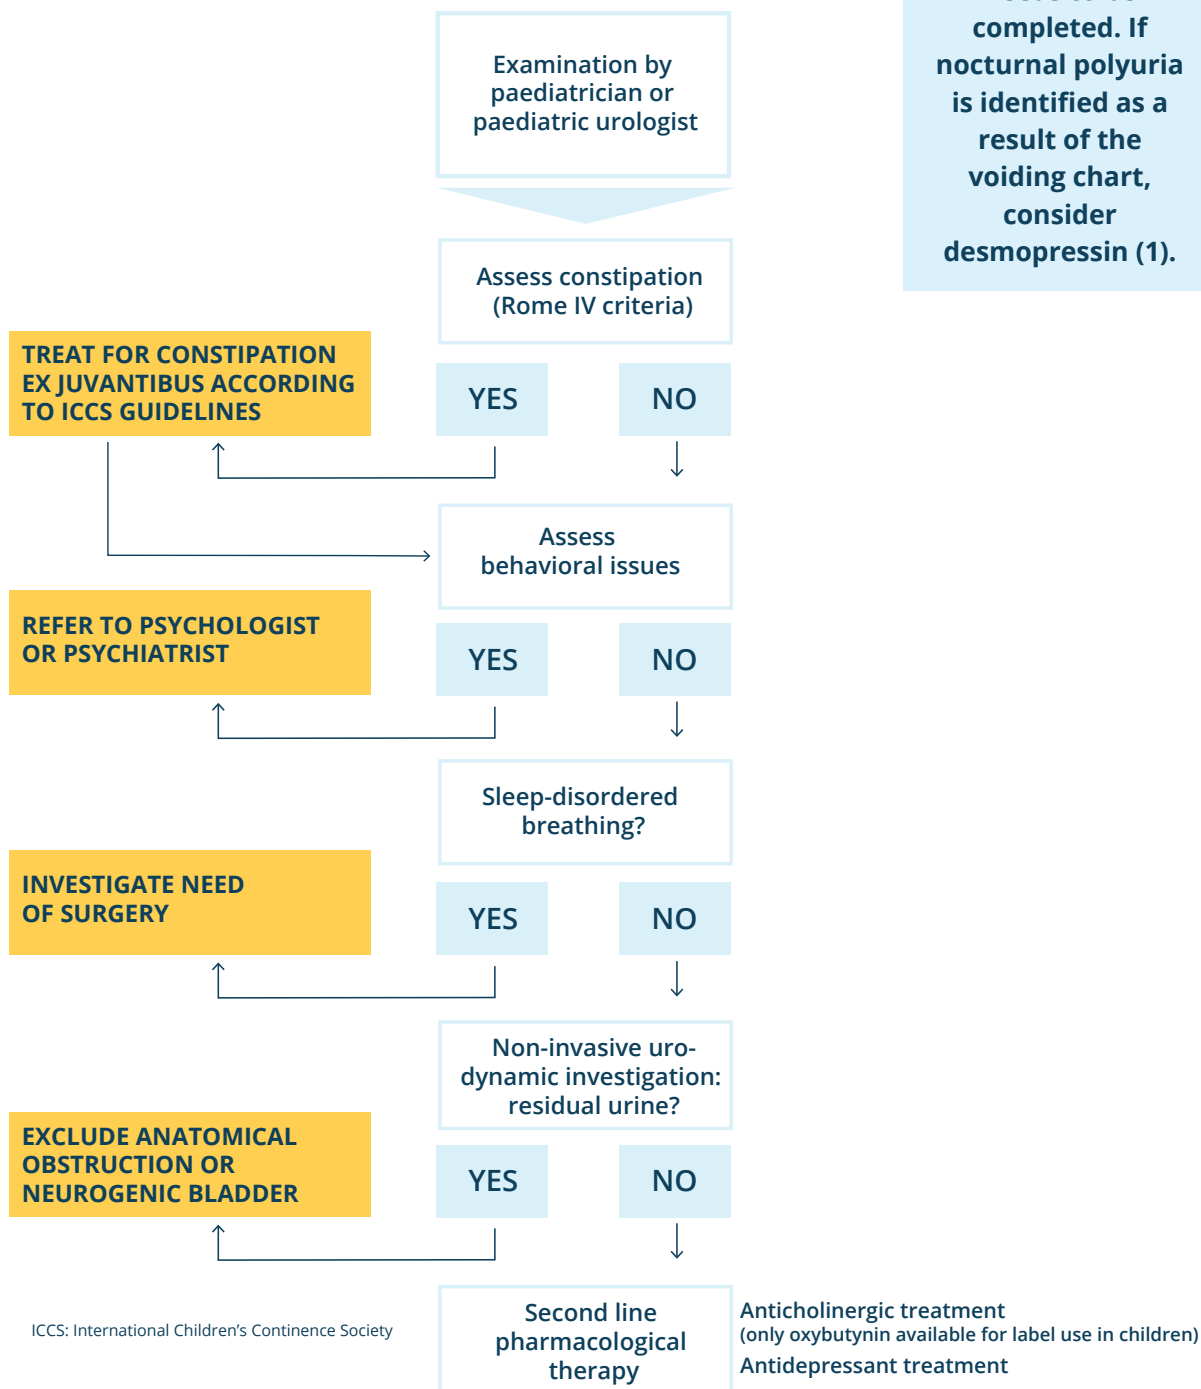 Examination by
paediatrician or
paediatric urologist
completed. If
nocturnal polyuria
is identified as a
result of the
voiding chart,
consider
desmopressin (1).
Assess constipation
(Rome IV criteria)
TREAT FOR CONSTIPATION
EX JUVANTIBUS ACCORDING
TO ICCS GUIDELINES
YES
NO
Assess
behavioral issues
REFER TO PSYCHOLOGIST
OR PSYCHIATRIST
YES
NO
Sleep-disordered
breathing?
INVESTIGATE NEED
OF SURGERY
YES
NO
Non-invasive uro-
dynamic investigation:
residual urine?
EXCLUDE ANATOMICAL
OBSTRUCTION OR
NEUROGENIC BLADDER
YES
NO
Second line
pharmacological
therapy
Anticholinergic treatment
(only oxybutynin available for label use in children)
Antidepressant treatment
ICCS: International Children's Continence Society